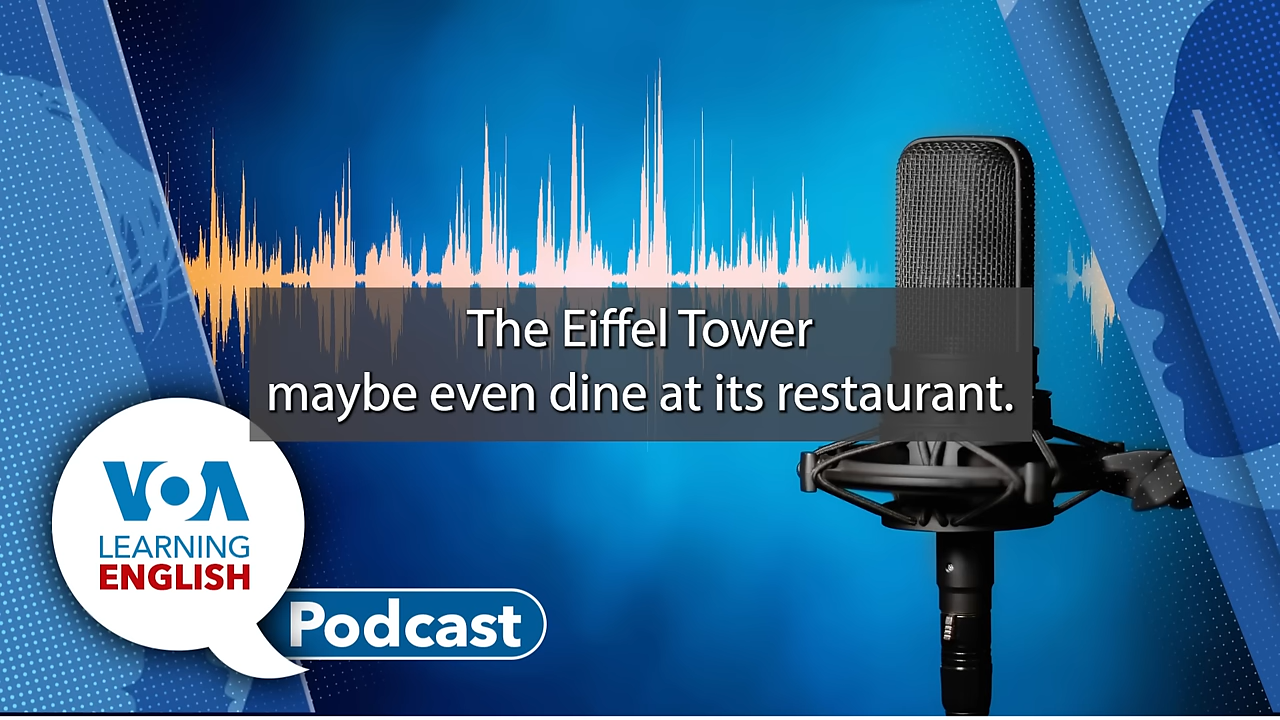 The Eiffel Tower
maybe even dine at its restaurant.
VOA
LEARNING
ENGLISH
Podcast